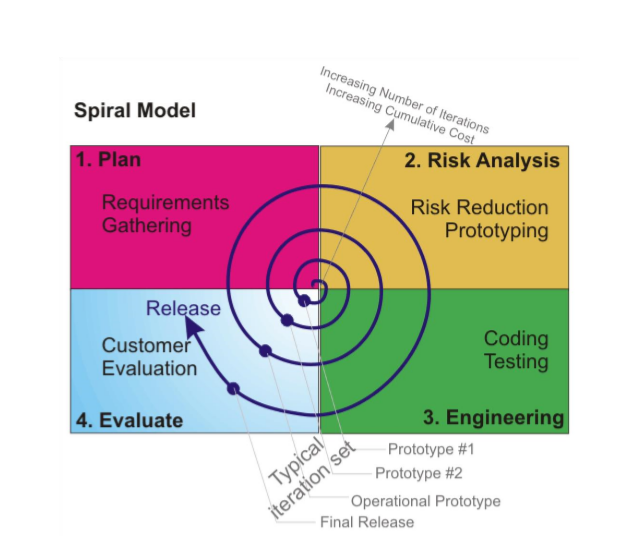 Increasing Number of Iterations
Increasing Cumulative Cost
Spiral Model
1. Plan
2. Risk Analysis
Requirements
Gathering
Risk Reduction
Prototyping
Release
Customer
Evaluation
Coding
Testing
4. Evaluate
3. Engineering
Typical
iteration set
Prototype #1
Prototype #2
Operational Prototype
Final Release